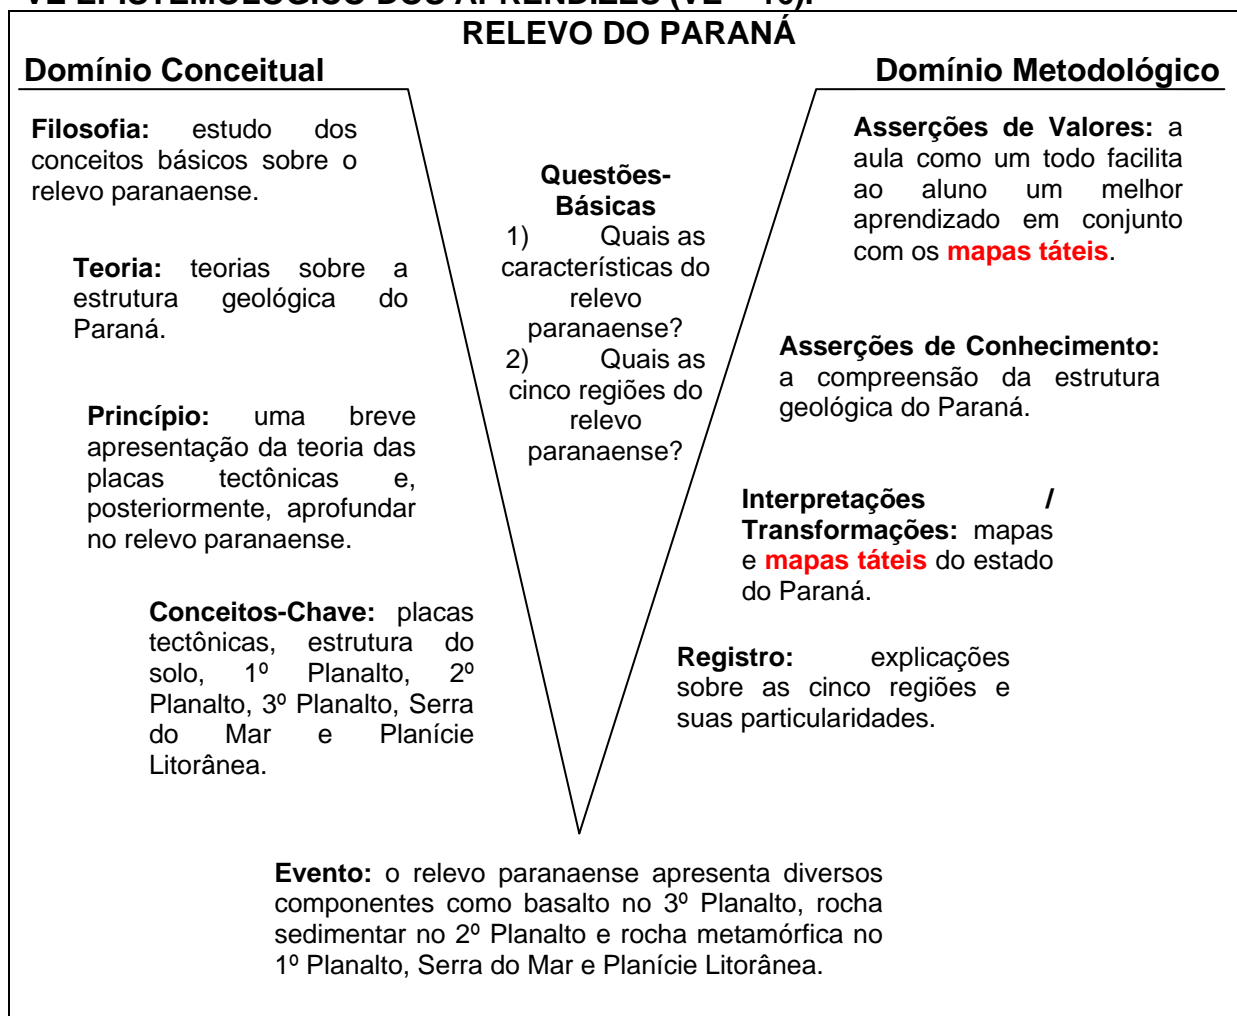 VÊ EPISTEMOLÓGICO DOS APRENDIZES (VE
RELEVO DO PARANÁ
Domínio Conceitual
Filosofia: estudo dos
conceitos básicos sobre o
relevo paranaense.
Teoria: teorias sobre a
estrutura geológica do
Paraná.
Princípio: uma breve
apresentação da teoria das
placas tectônicas e,
posteriormente, aprofundar
no relevo paranaense.
Conceitos-Chave: placas
tectônicas, estrutura do
solo, 1º Planalto, 2º
Planalto, 3º Planalto, Serra
do Mar e Planície
Litorânea.
Questões-
Básicas
1) Quais as
características do
relevo
paranaense?
2) Quais as
cinco regiões do
relevo
paranaense?
Domínio Metodológico
Asserções de Valores: a
aula como um todo facilita
ao aluno um melhor
aprendizado em conjunto
com os mapas táteis.
Asserções de Conhecimento:
a compreensão da estrutura
geológica do Paraná.
Interpretações /
Transformações: mapas
e mapas táteis do estado
do Paraná.
Registro: explicações
sobre as cinco regiões e
suas particularidades.
Evento: o relevo paranaense apresenta diversos
componentes como basalto no 3º Planalto, rocha
sedimentar no 2º Planalto e rocha metamórfica no
1º Planalto, Serra do Mar e Planície Litorânea.